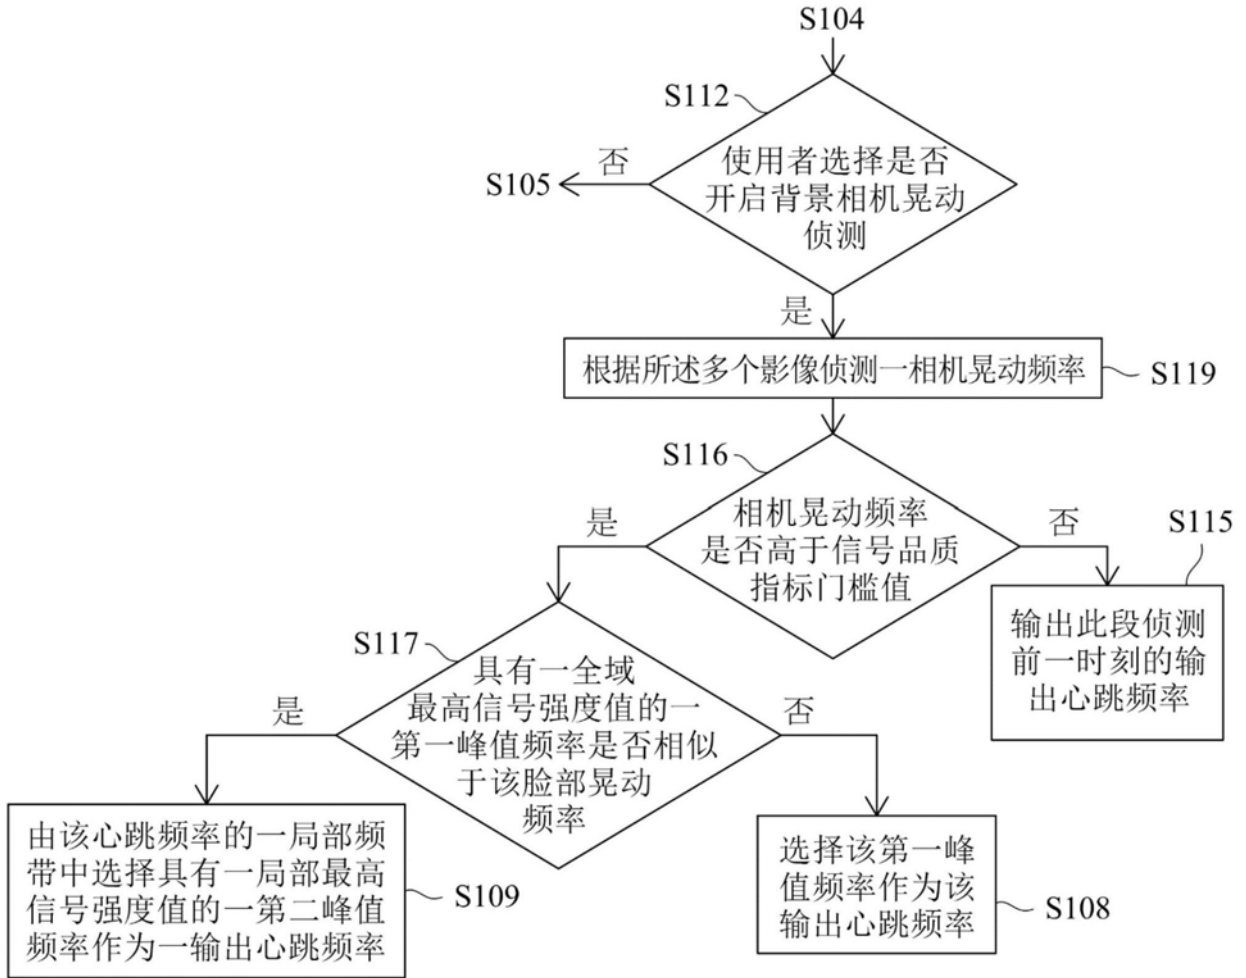 S104
S112
使用者选择是否
开启背景相机晃动
侦测
否
S105
是
根据所述多个影像侦测一相机晃动频率
S119
S116
相机晃动频率
是否高于信号品质
指标门槛值
是
否
S115
输出此段侦测
前一时刻的输
出心跳频率
S117
具有一全域
最高信号强度值的一
第一峰值频率是否相似
于该脸部晃动
频率
是
否
由该心跳频率的一局部频
带中选择具有一局部最高
信号强度值的一第二峰值
频率作为一输出心跳频率
S109
选择该第一峰
值频率作为该
输出心跳频率
S108